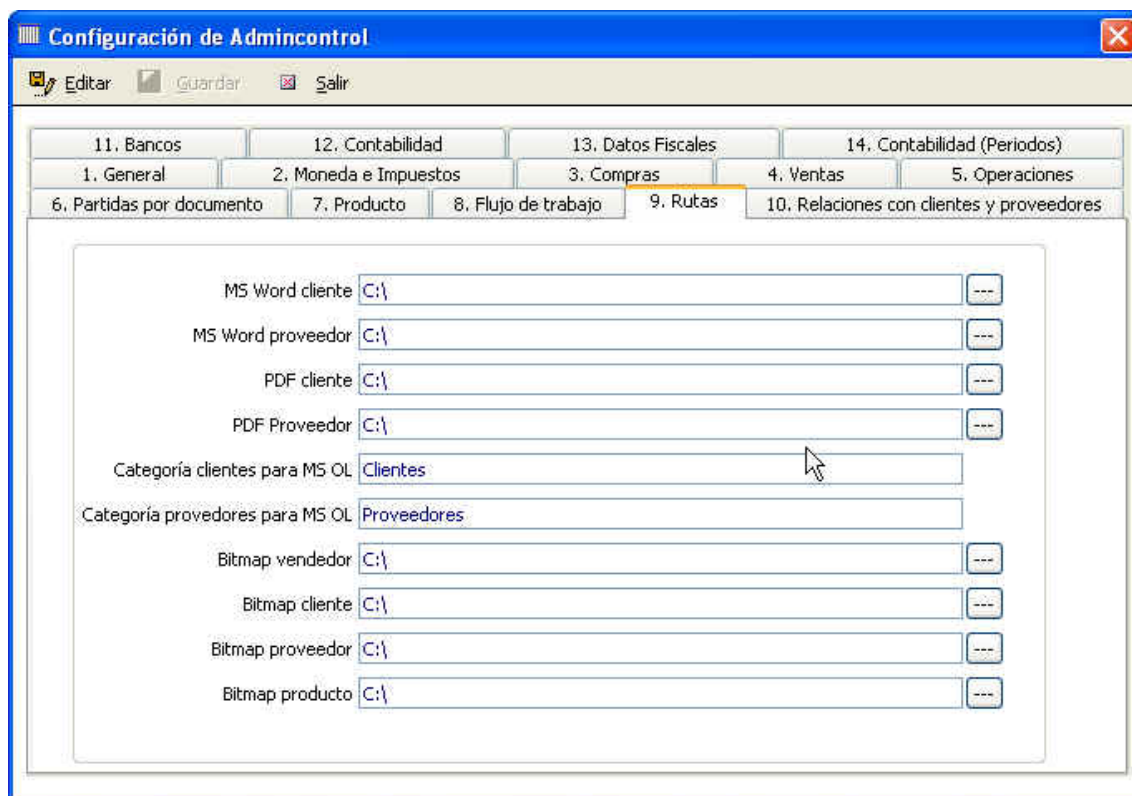 Configuración de Admincontrol
Editar Guardar Salir
11. Bancos 12. Contabilidad 13. Datos Fiscales 14. Contabilidad (Periodos)
1. General 2. Moneda e Impuestos 3. Compras 4. Ventas 5. Operaciones
6. Partidas por documento 7. Producto 8. Flujo de trabajo 9. Rutas 10. Relaciones con clientes y proveedores
MS Word cliente C:\ ---
MS Word proveedor C:\ ---
PDF cliente C:\ ---
PDF Proveedor C:\ ---
Categoría clientes para MS OL Clientes
Categoría provedores para MS OL Proveedores
Bitmap vendedor C:\ ---
Bitmap cliente C:\ ---
Bitmap proveedor C:\ ---
Bitmap producto C:\ ---